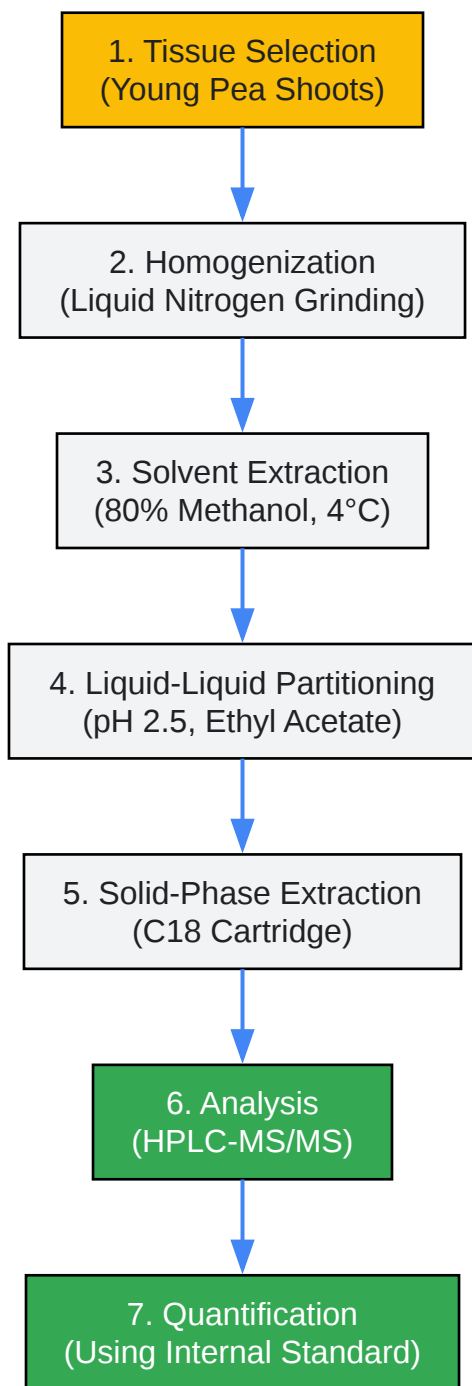 1. Tissue Selection
(Young Pea Shoots)
2. Homogenization
(Liquid Nitrogen Grinding)
3. Solvent Extraction
(80% Methanol, 4°C)
4. Liquid-Liquid Partitioning
(pH 2.5, Ethyl Acetate)
5. Solid-Phase Extraction
(C18 Cartridge)
6. Analysis
(HPLC-MS/MS)
7. Quantification
(Using Internal Standard)